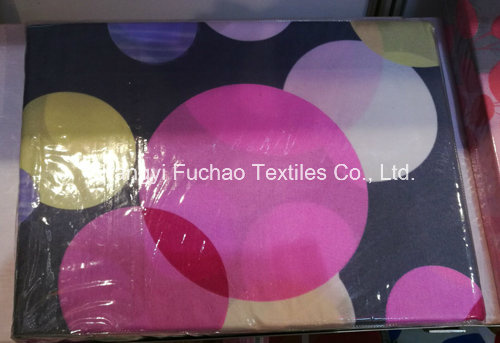 Fuchao Textiles Co., Ltd.